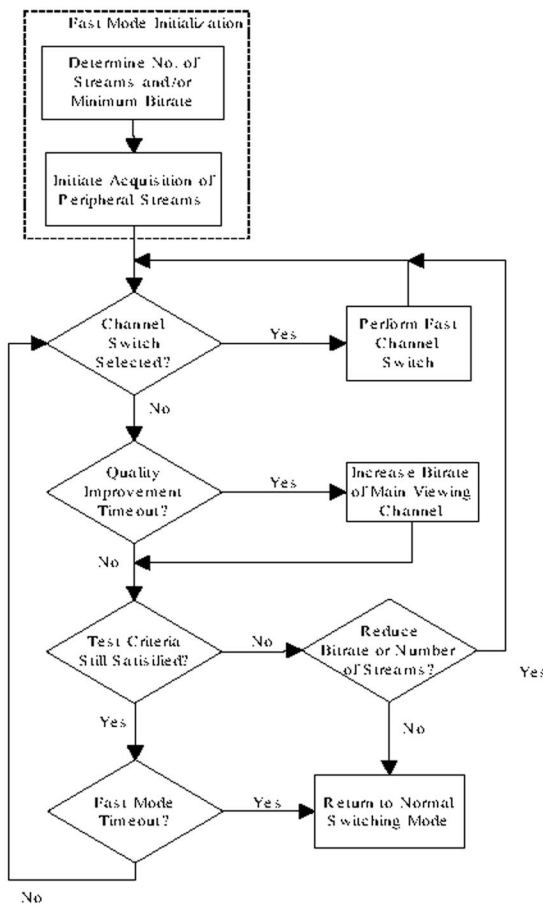 Fast Mode Initialization
Determine No. of
Streams and/or
Minimum Bitrate
Initiate Acquisition of
Peripheral Streams
Channel
Switch
Selected?
Yes
Perform Fast
Channel
Switch
No
Quality
Improvement
Timeout?
Yes
Increase Bitrate
of Main Viewing
Channel
No
Test Criteria
Still Satisified?
No
Reduce
Bitrate or Number
of Streams?
Yes
Yes
No
Fast Mode
Timeout?
Yes
Return to Normal
Switching Mode
No